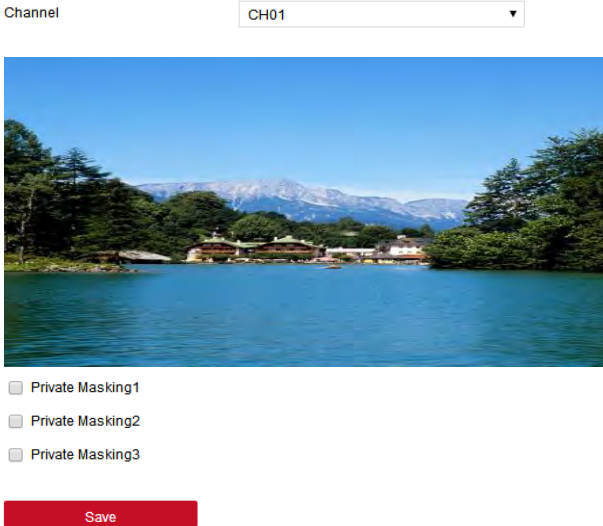 Channel
CH01
Private Masking1
Private Masking2
Private Masking3
Save